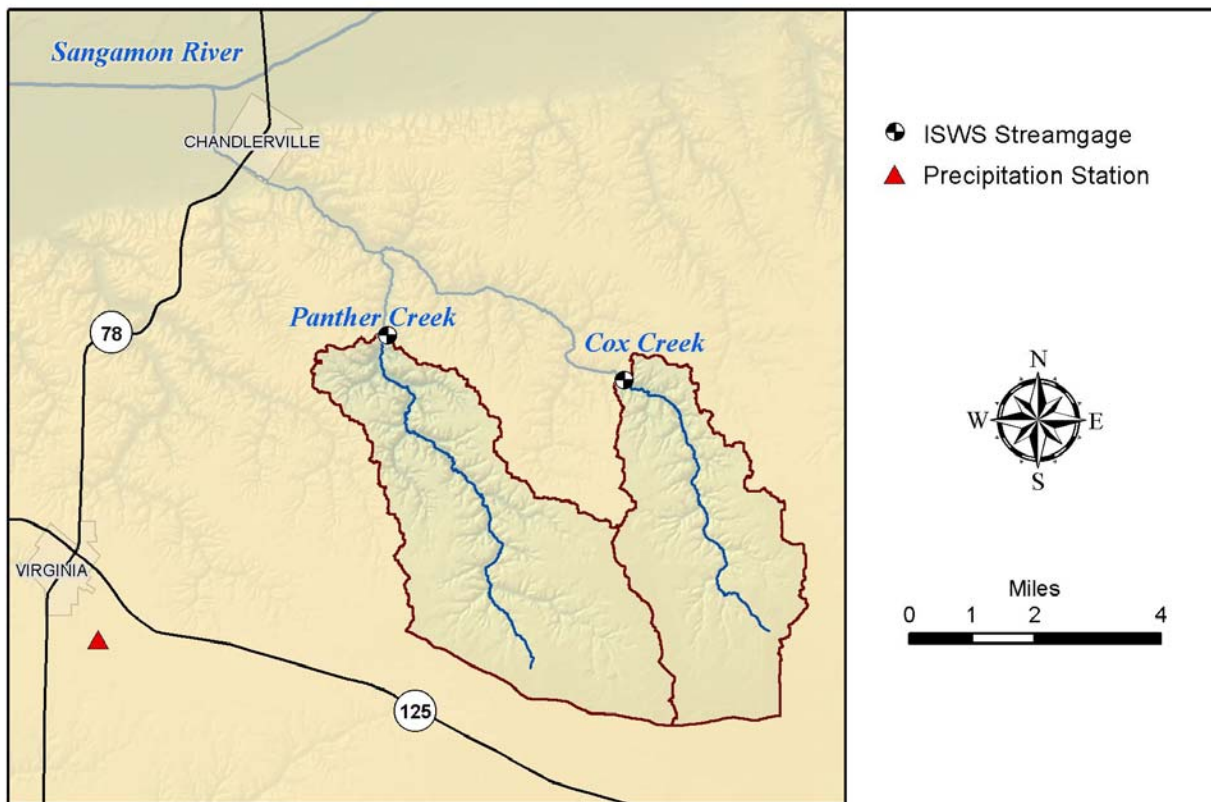 Sangamon River
CHANDLERVILLE
Panther Creek
Cox Creek
78
VIRGINIA
125
ISWS Streamgage
Precipitation Station
N
W E
S
Miles
0 1 2 4